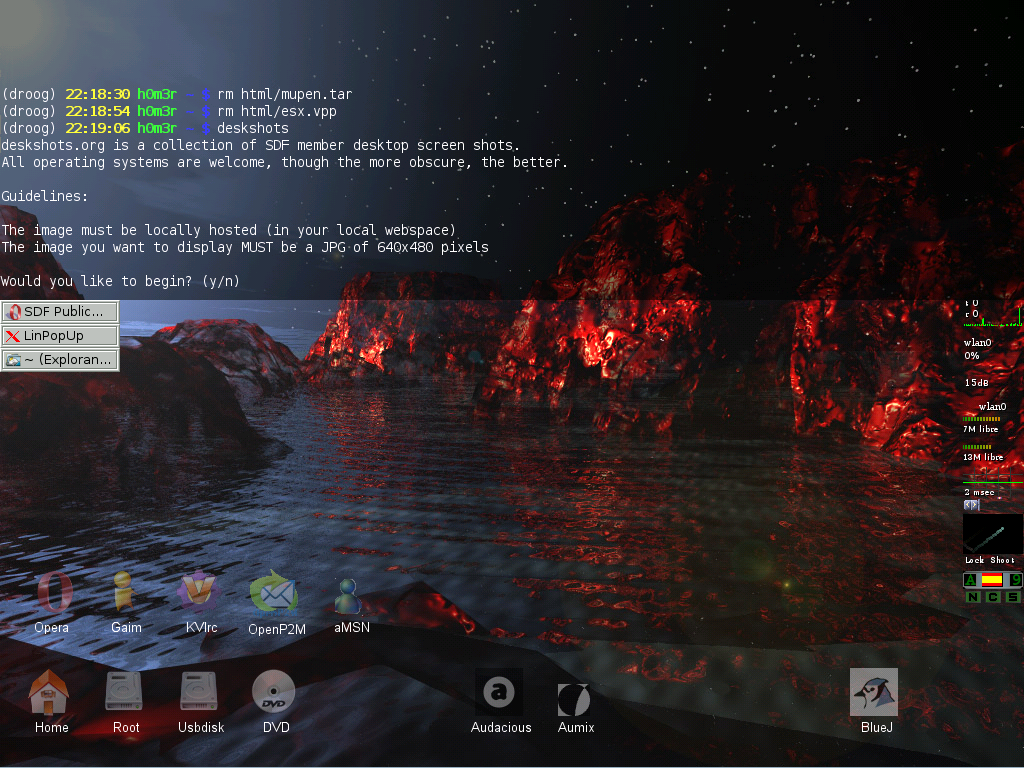 (droog) 22:18:30 h0m3r ~ $ rm html/mupen.tar
(droog) 22:18:54 h0m3r ~ $ rm html/esx.vpp
(droog) 22:19:06 h0m3r ~ $ deskshots
deskshots.org is a collection of SDF member desktop screen shots.
All operating systems are welcome, though the more obscure, the better.
Guidelines:
The image must be locally hosted (in your local webspace)
The image you want to display MUST be a JPG of 640x480 pixels
Would you like to begin? (y/n)
SDF Public...
LinPopUp
~ (Exploran...
r 0
wlan0
0%
15dB
wlan0
7M libre
13M libre
2 msec
Lock Shoot
A 9
N C S
Opera
Gaim
KVIrc
OpenP2M
aMSN
Home
Root
Usbdisk
DVD
DVD
a
Audacious
Aumix
BlueJ